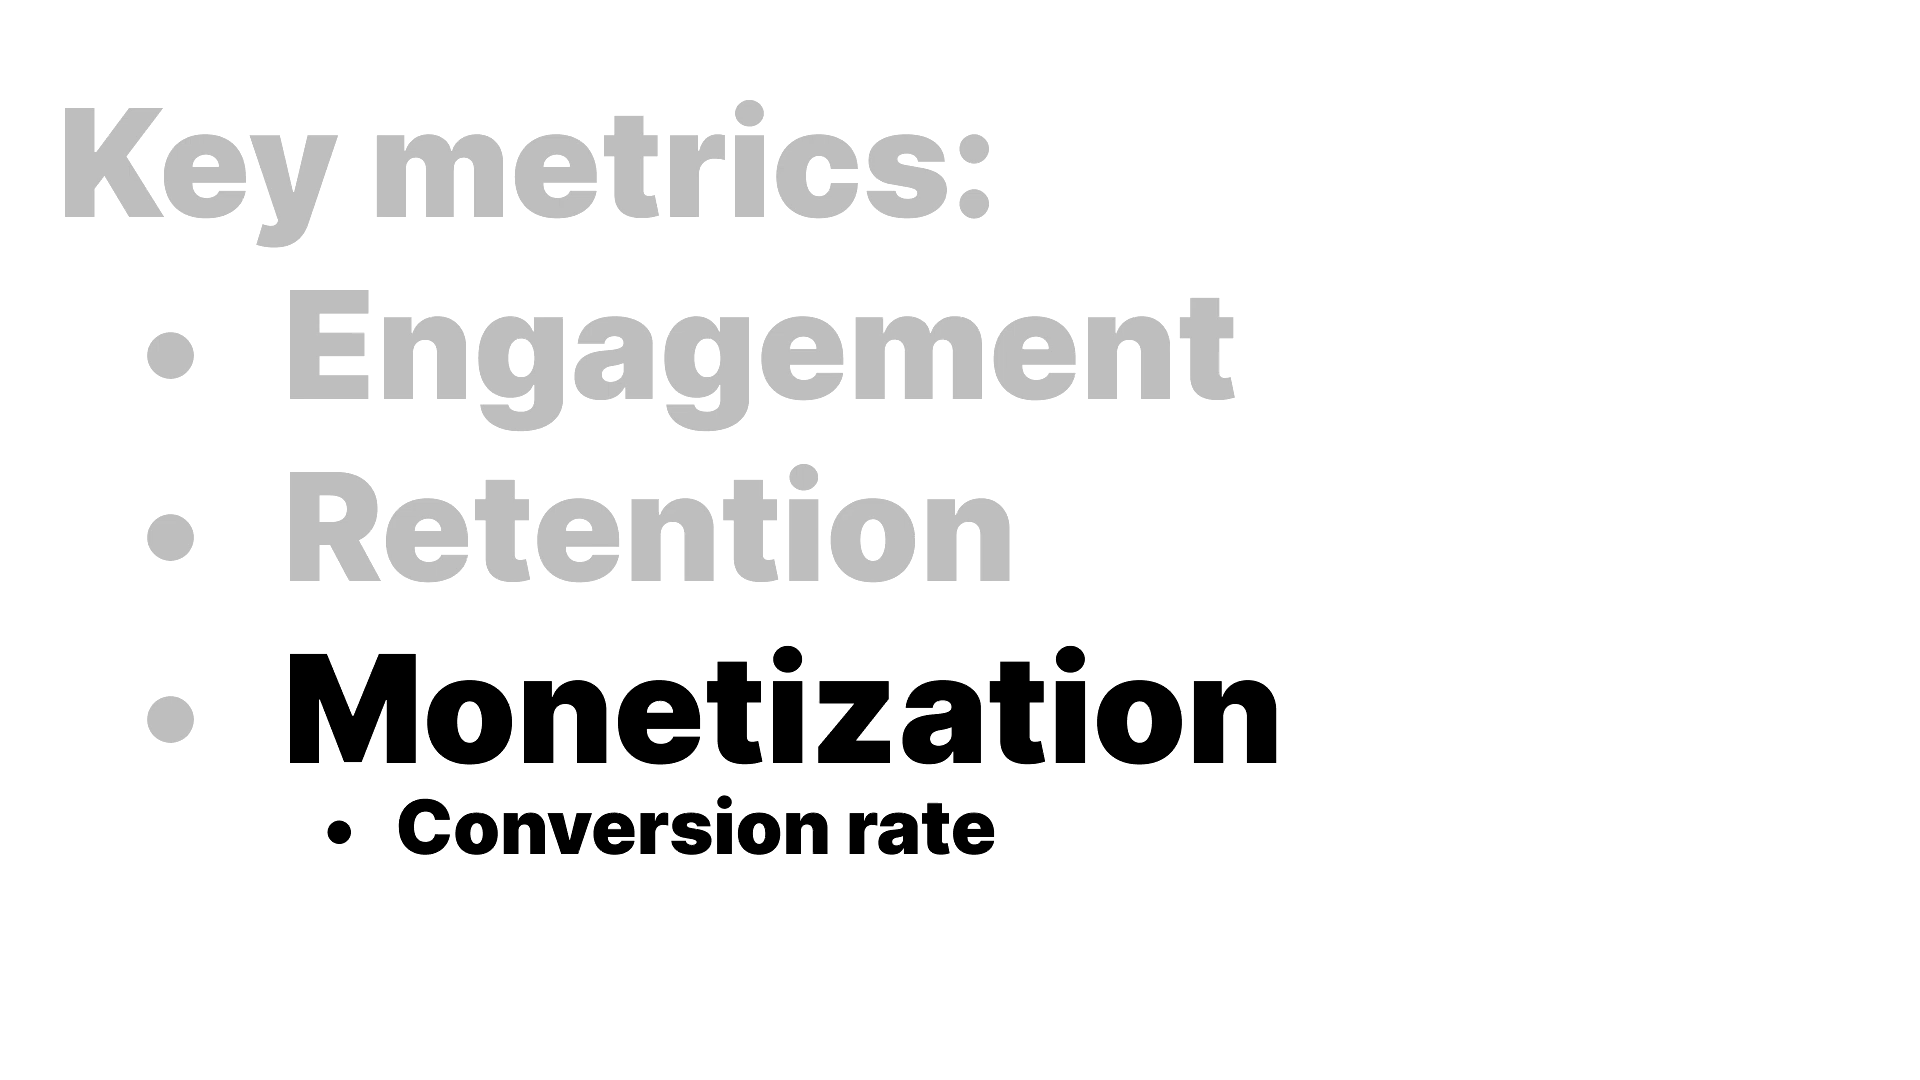 Key metrics:
• Engagement
• Retention
• Monetization
• Conversion rate